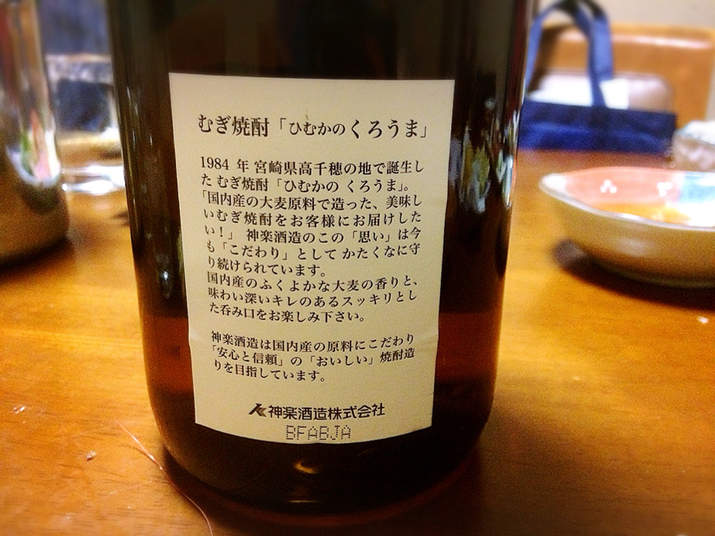 むぎ焼酎「ひむかのくろうま」
1984 年 宮崎県高千穂の地で誕生し
た むぎ焼酎「ひむかの くろうま」。
「国内産の大麦原料で造った、美味し
いむぎ焼酎をお客様にお届けした
い！」 神楽酒造のこの「思い」は今
も「こだわり」として かたくなに守
り続けられています。
国内産のふくよかな大麦の香りと、
味わい深いキレのあるスッキリとし
た呑み口をお楽しみ下さい。
神楽酒造は国内産の原料にこだわり
「安心と信頼」の「おいしい」焼酎造
りを目指しています。
神楽酒造株式会社
BFABJA